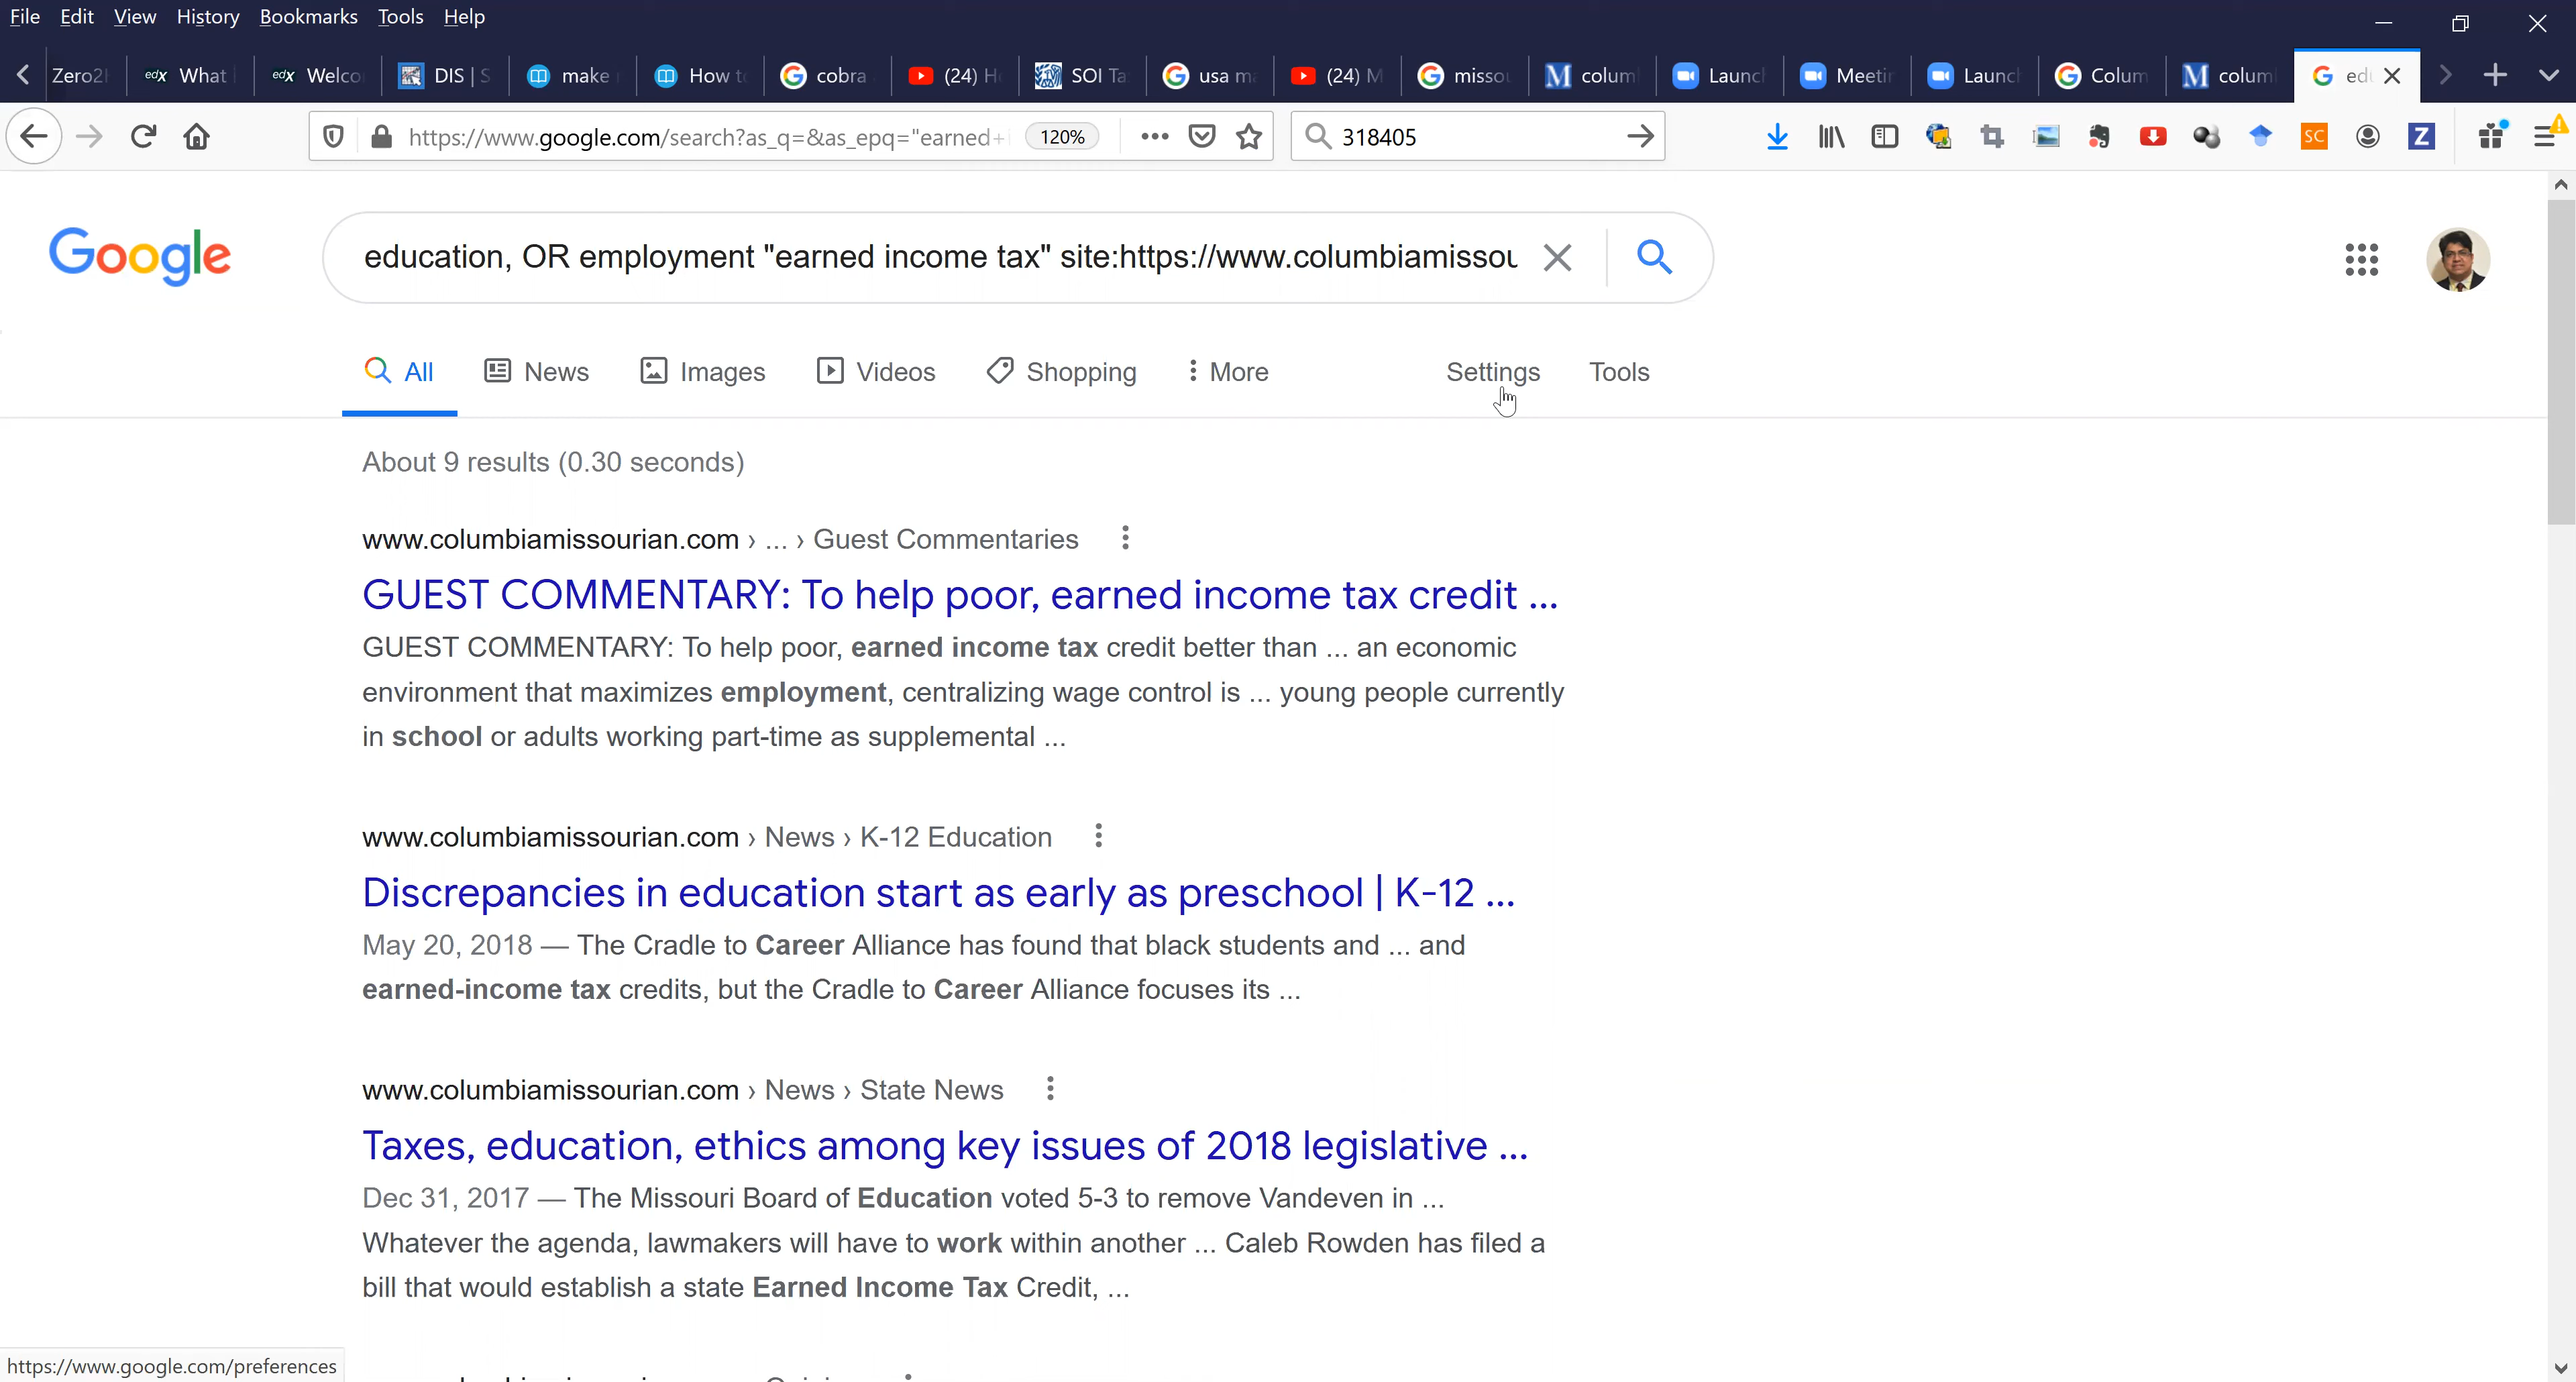 File Edit View History Bookmarks Tools Help
Zero2 edX What edX Welco DIS | S make How to cobra (24) H SOI Ta usa m (24) M missou M colum Launch Meetin Launch Colum M colum edu
https://www.google.com/search?as_q=&as_epq="earned+i 120% 318405 SC Z
Google education, OR employment "earned income tax" site:https://www.columbiamissou
All News Images Videos Shopping More Settings Tools
About 9 results (0.30 seconds)
www.columbiamissourian.com › ... › Guest Commentaries
GUEST COMMENTARY: To help poor, earned income tax credit ...
GUEST COMMENTARY: To help poor, earned income tax credit better than ... an economic
environment that maximizes employment, centralizing wage control is ... young people currently
in school or adults working part-time as supplemental ...
www.columbiamissourian.com › News › K-12 Education
Discrepancies in education start as early as preschool | K-12 ...
May 20, 2018 — The Cradle to Career Alliance has found that black students and ... and
earned-income tax credits, but the Cradle to Career Alliance focuses its ...
www.columbiamissourian.com › News › State News
Taxes, education, ethics among key issues of 2018 legislative ...
Dec 31, 2017 — The Missouri Board of Education voted 5-3 to remove Vandeven in ...
Whatever the agenda, lawmakers will have to work within another ... Caleb Rowden has filed a
bill that would establish a state Earned Income Tax Credit, ...
https://www.google.com/preferences